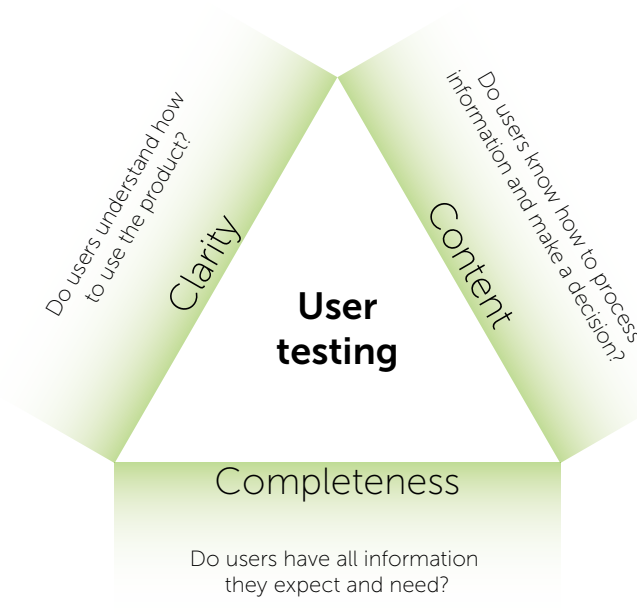 Do users understand how
to use the product?
Clarity
Do users know how to process
information and make a decision?
Content
User
testing
Completeness
Do users have all information
they expect and need?